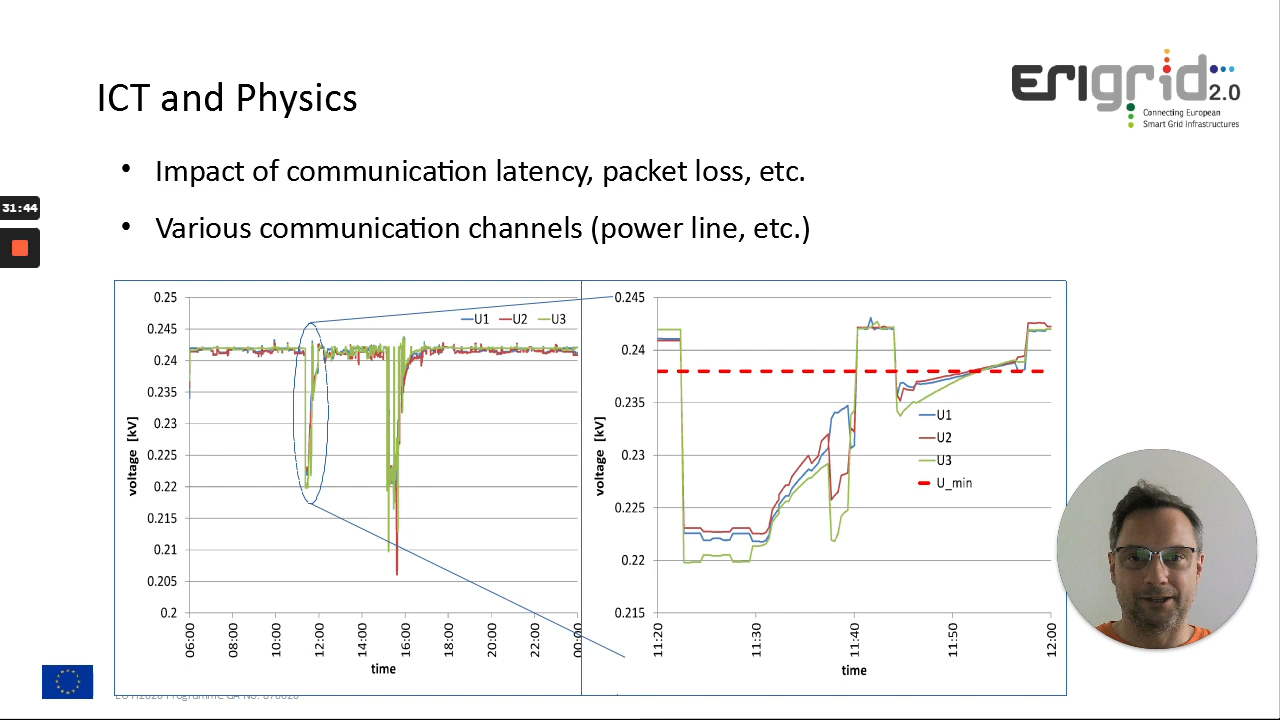 ICT and Physics
ERIgrid 2.0
Connecting European
Smart Grid Infrastructures
• Impact of communication latency, packet loss, etc.
• Various communication channels (power line, etc.)
31:44
0.25
0.245
0.24
0.235
0.23
0.225
0.22
0.215
0.21
0.205
0.2
voltage [kV]
U1 U2 U3
06:00 08:00 10:00 12:00 14:00 16:00 18:00 20:00 22:00 00:00
time
0.245
0.24
0.235
0.23
0.225
0.22
0.215
voltage [kV]
U1
U2
U3
U_min
11:20 11:30 11:40 11:50 12:00
time